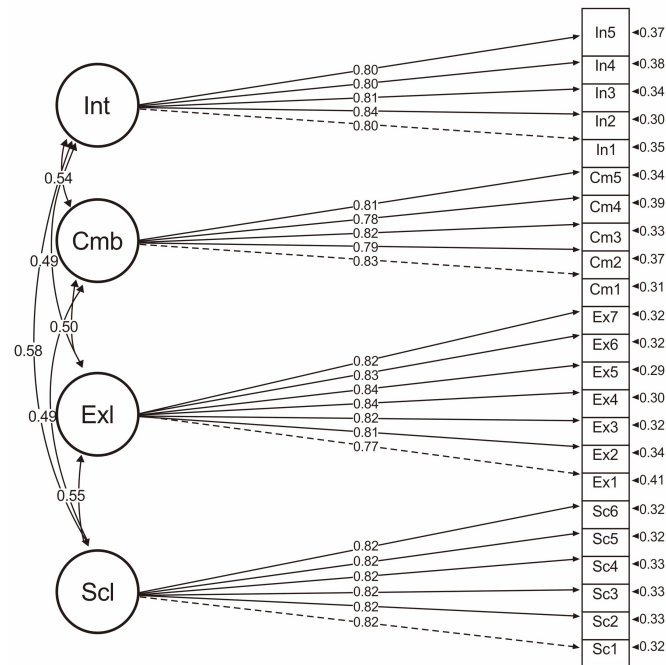 Int
Cmb
Exl
Scl
0.54
0.49
0.50
0.58
0.49
0.55
0.80
0.80
0.81
0.84
0.80
0.81
0.78
0.82
0.79
0.83
0.82
0.83
0.84
0.84
0.82
0.81
0.77
0.82
0.82
0.82
0.82
0.82
0.82
In5 0.37
In4 0.38
In3 0.34
In2 0.30
In1 0.35
Cm5 0.34
Cm4 0.39
Cm3 0.33
Cm2 0.37
Cm1 0.31
Ex7 0.32
Ex6 0.32
Ex5 0.29
Ex4 0.30
Ex3 0.32
Ex2 0.34
Ex1 0.41
Sc6 0.32
Sc5 0.32
Sc4 0.33
Sc3 0.33
Sc2 0.33
Sc1 0.32